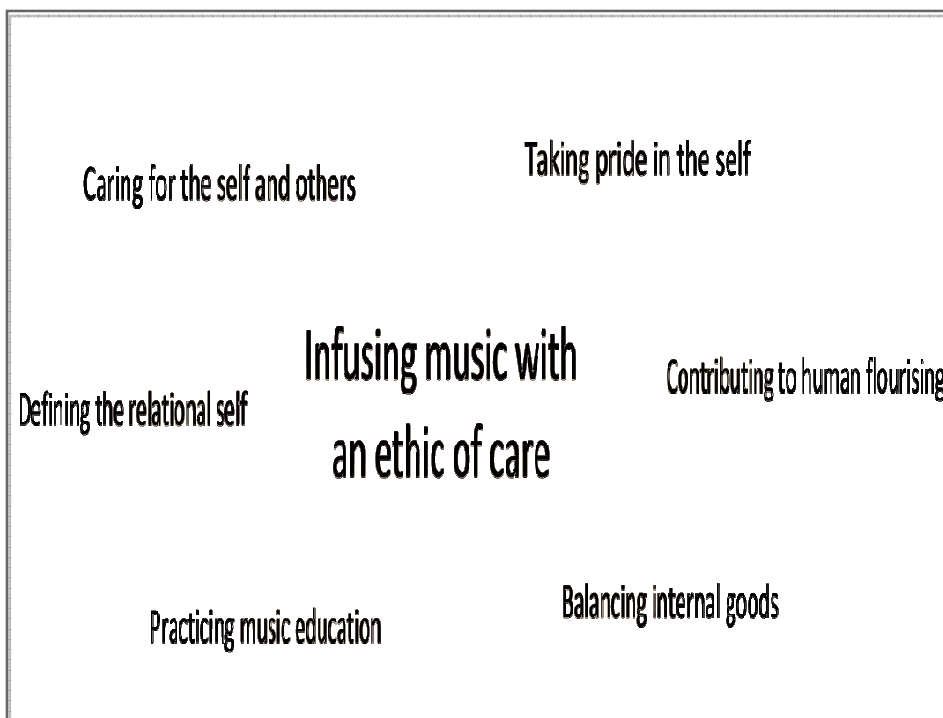 Taking pride in the self
Caring for the self and others
Infusing music with
an ethic of care
Contributing to human flourising
Defining the relational self
Balancing internal goods
Practicing music education